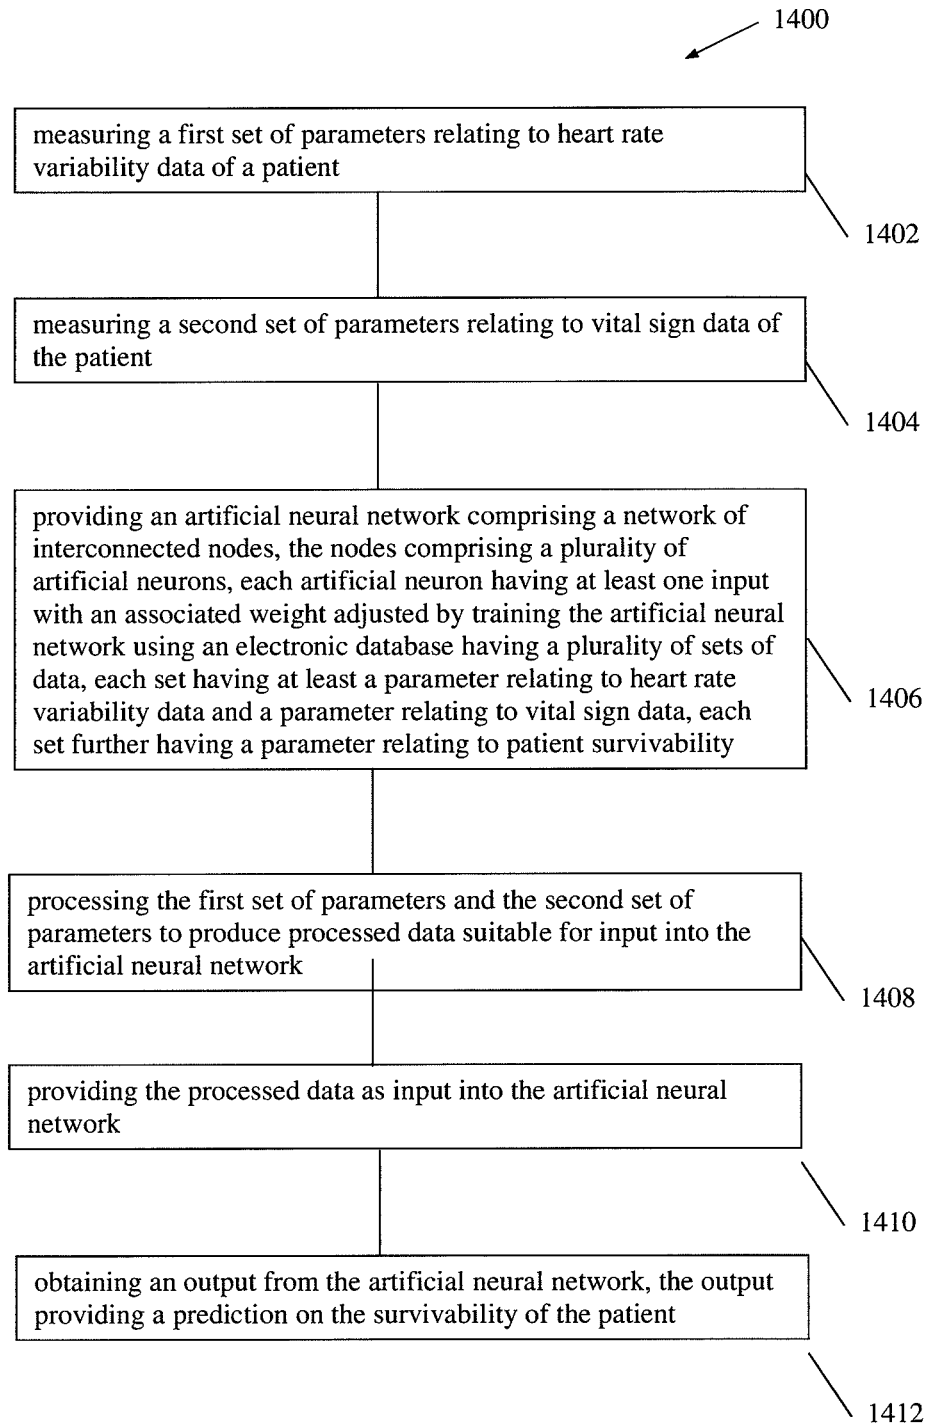 1400
measuring a first set of parameters relating to heart rate
variability data of a patient
1402
measuring a second set of parameters relating to vital sign data of
the patient
1404
providing an artificial neural network comprising a network of
interconnected nodes, the nodes comprising a plurality of
artificial neurons, each artificial neuron having at least one input
with an associated weight adjusted by training the artificial neural
network using an electronic database having a plurality of sets of
data, each set having at least a parameter relating to heart rate
variability data and a parameter relating to vital sign data, each
set further having a parameter relating to patient survivability
1406
processing the first set of parameters and the second set of
parameters to produce processed data suitable for input into the
artificial neural network
1408
providing the processed data as input into the artificial neural
network
1410
obtaining an output from the artificial neural network, the output
providing a prediction on the survivability of the patient
1412